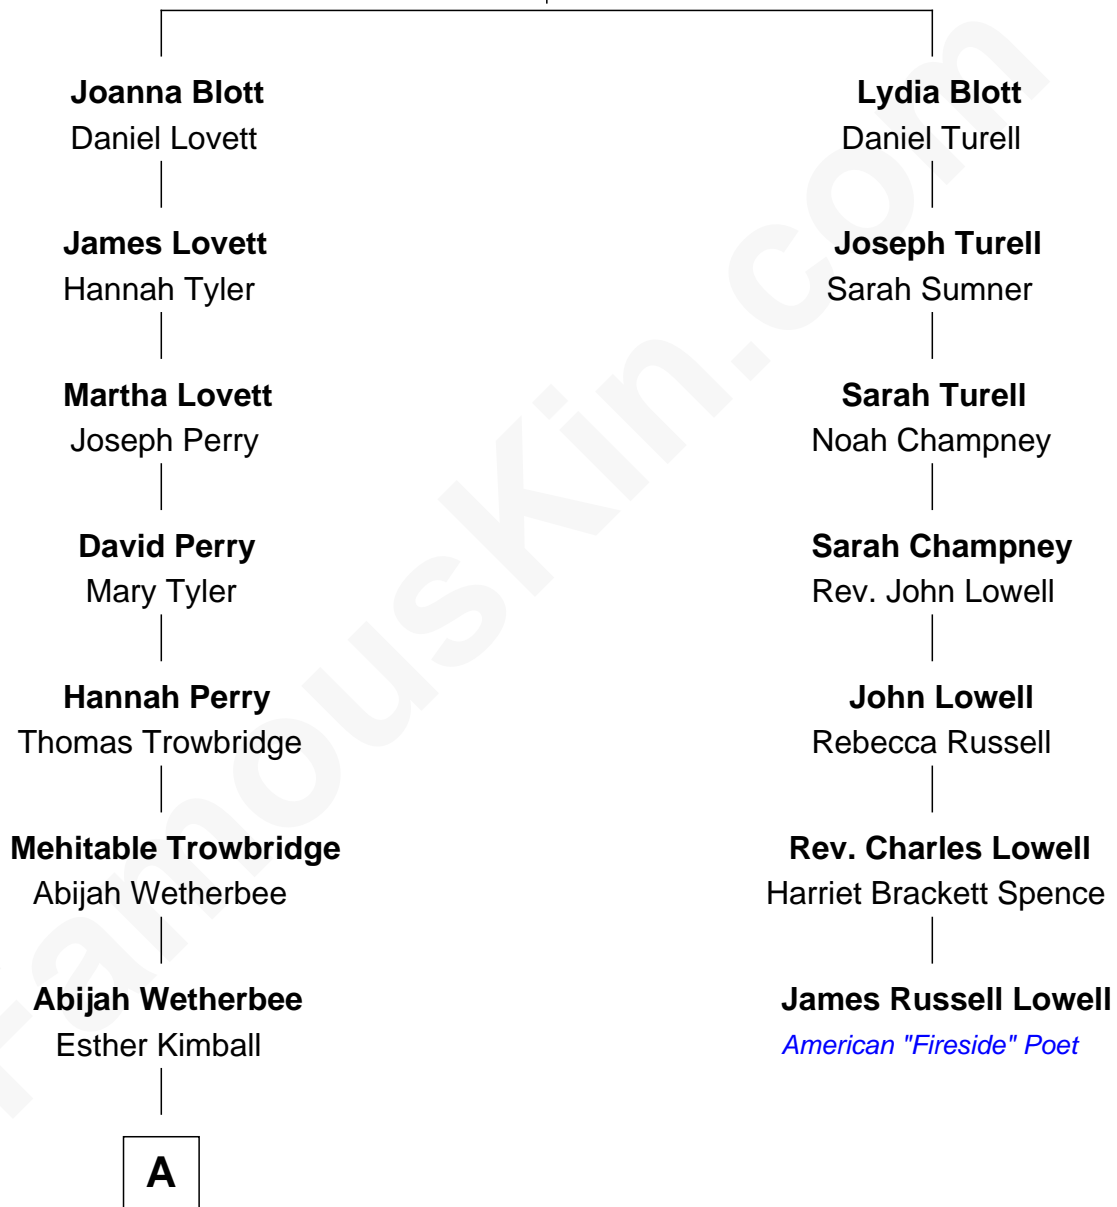 Joanna Blott
Daniel Lovett
James Lovett
Hannah Tyler
Martha Lovett
Joseph Perry
David Perry
Mary Tyler
Hannah Perry
Thomas Trowbridge
Mehitable Trowbridge
Abijah Wetherbee
Abijah Wetherbee
Esther Kimball
A
Lydia Blott
Daniel Turell
Joseph Turell
Sarah Sumner
Sarah Turell
Noah Champney
Sarah Champney
Rev. John Lowell
John Lowell
Rebecca Russell
Rev. Charles Lowell
Harriet Brackett Spence
James Russell Lowell
American "Fireside" Poet
FamousKin.com